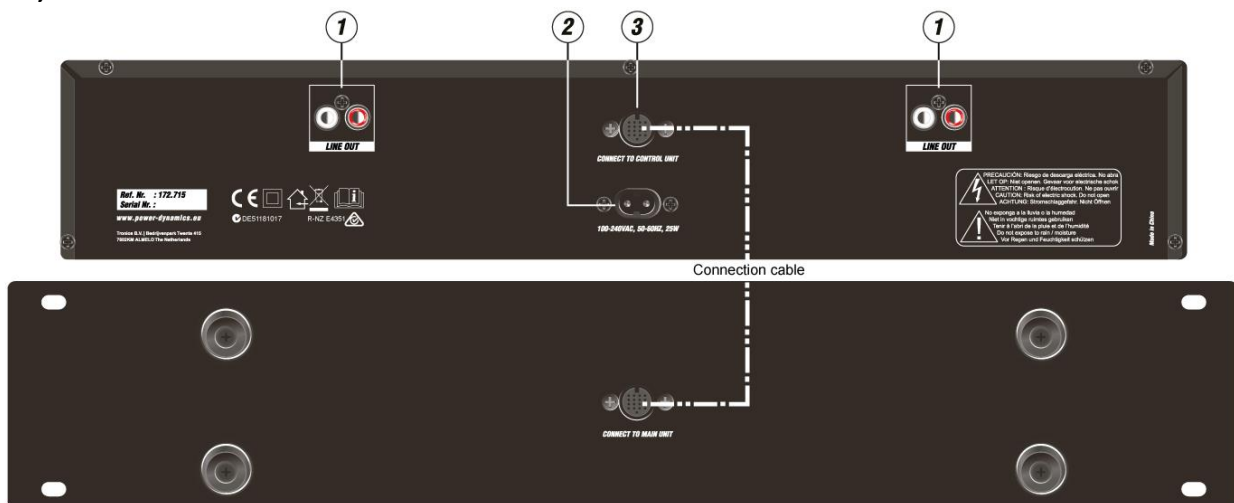 1 2 3 1
LINE OUT
LINE OUT
CONNECT TO CONTROL UNIT
Ref. Nr. : 172.715
Serial Nr. :
www.power-dynamics.eu
Tronios B.V. | Bedrijvenpark Twente 415
7602KM ALMELO The Netherlands
CE
DE51181017 R-NZ E4351
100-240VAC, 50-60HZ, 25W
PRECAUCIÓN: Riesgo de descarga eléctrica. No abra
LET OP: Niet openen. Gevaar voor elektrische schok
ATTENTION : Risque d'électrocution. Ne pas ouvrir
CAUTION: Risk of electric shock. Do not open
ACHTUNG: Stromschlaggefahr. Nicht Öffnen
No exponga a la lluvia o la humedad
Niet in vochtige ruimtes gebruiken
Tenir à l'abri de la pluie et de l'humidité
Do not expose to rain / moisture
Vor Regen und Feuchtigkeit schützen
Made in China
Connection cable
CONNECT TO MAIN UNIT